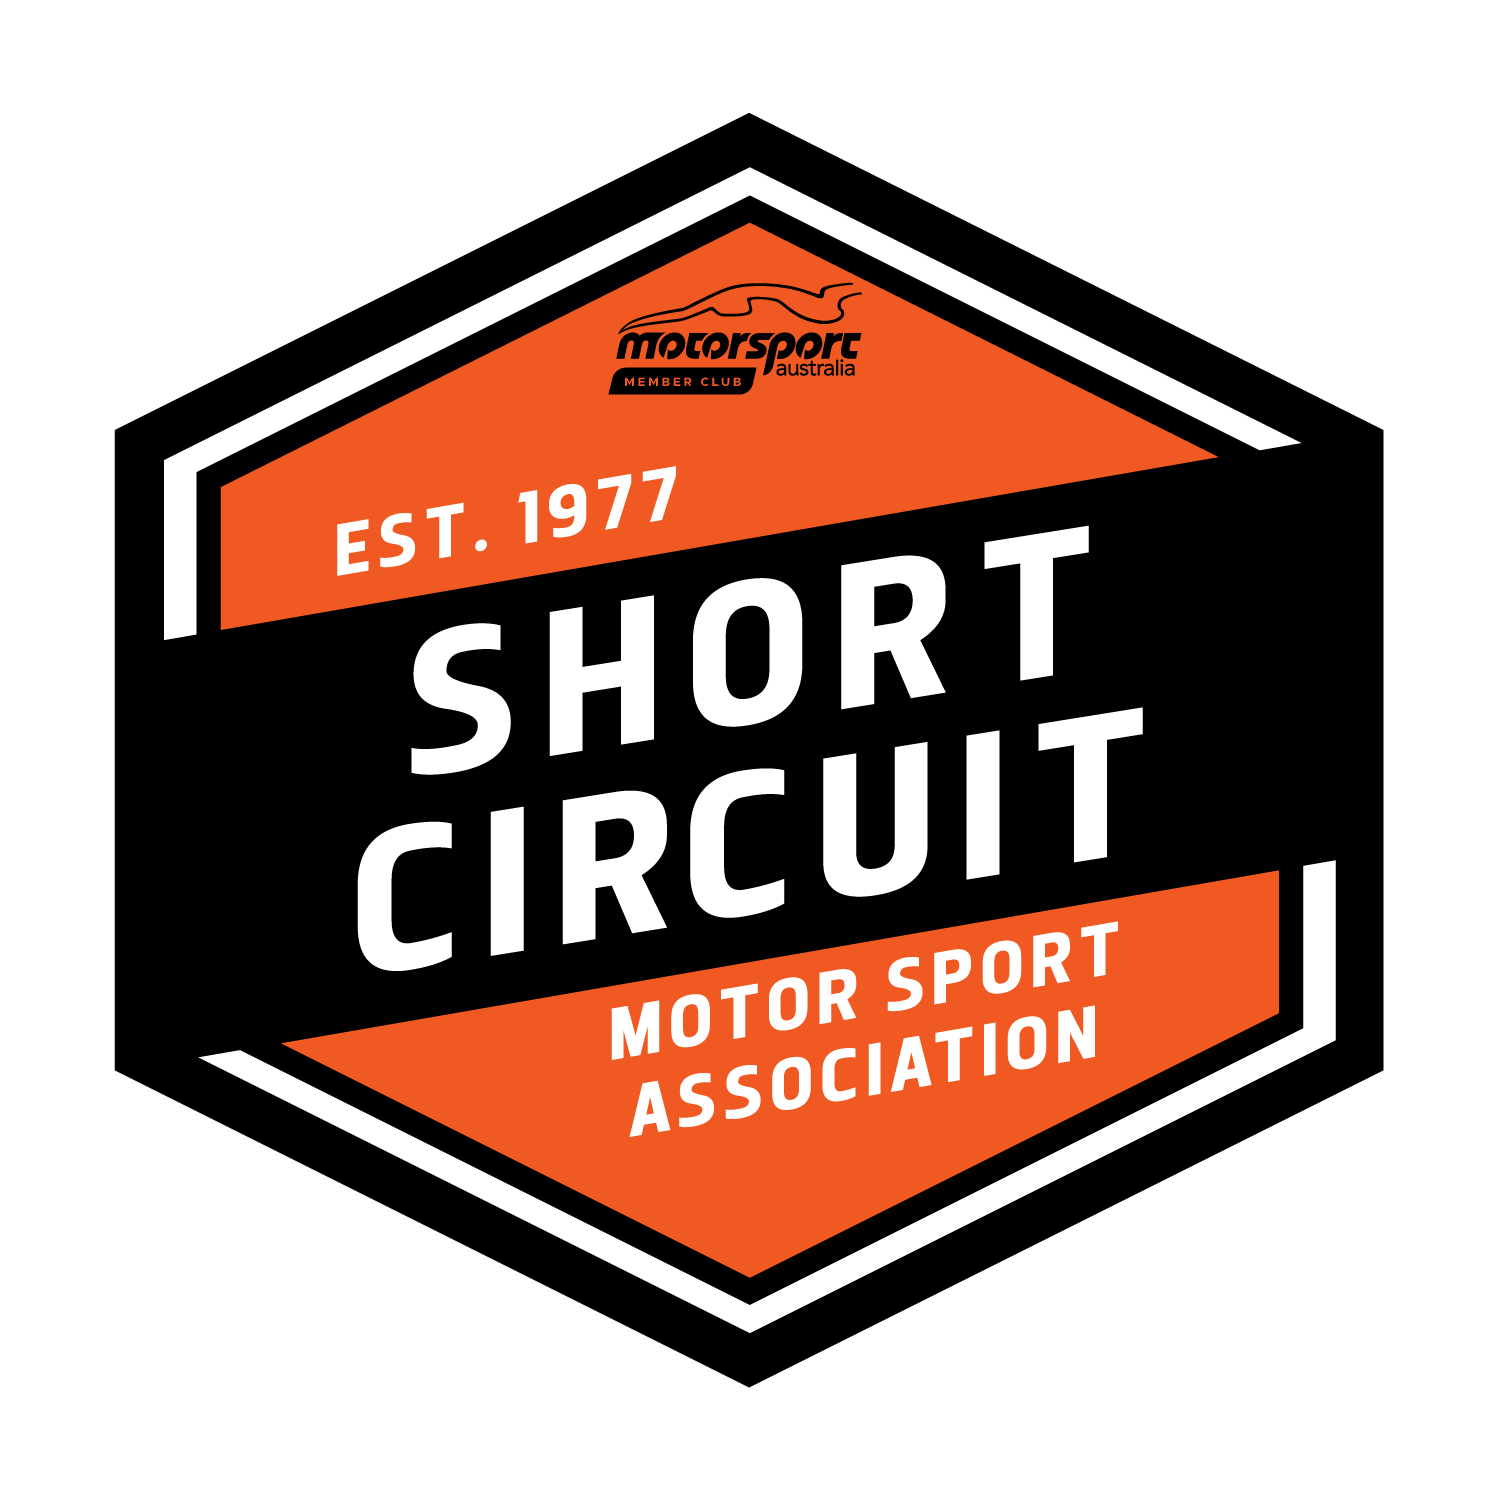 motorsport
australia
MEMBER CLUB
EST. 1977
SHORT
CIRCUIT
MOTOR SPORT
ASSOCIATION